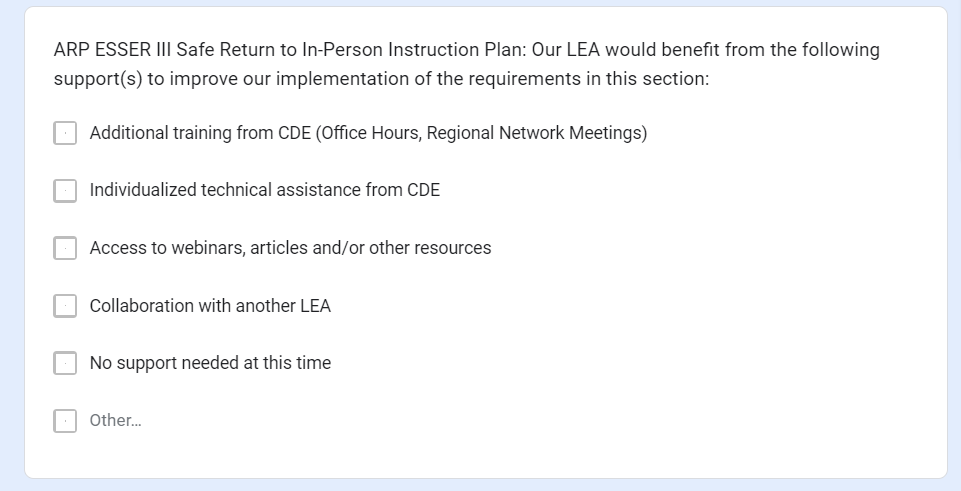 ARP ESSER III Safe Return to In-Person Instruction Plan: Our LEA would benefit from the following
support(s) to improve our implementation of the requirements in this section:
Additional training from CDE (Office Hours, Regional Network Meetings)
Individualized technical assistance from CDE
Access to webinars, articles and/or other resources
Collaboration with another LEA
No support needed at this time
Other...